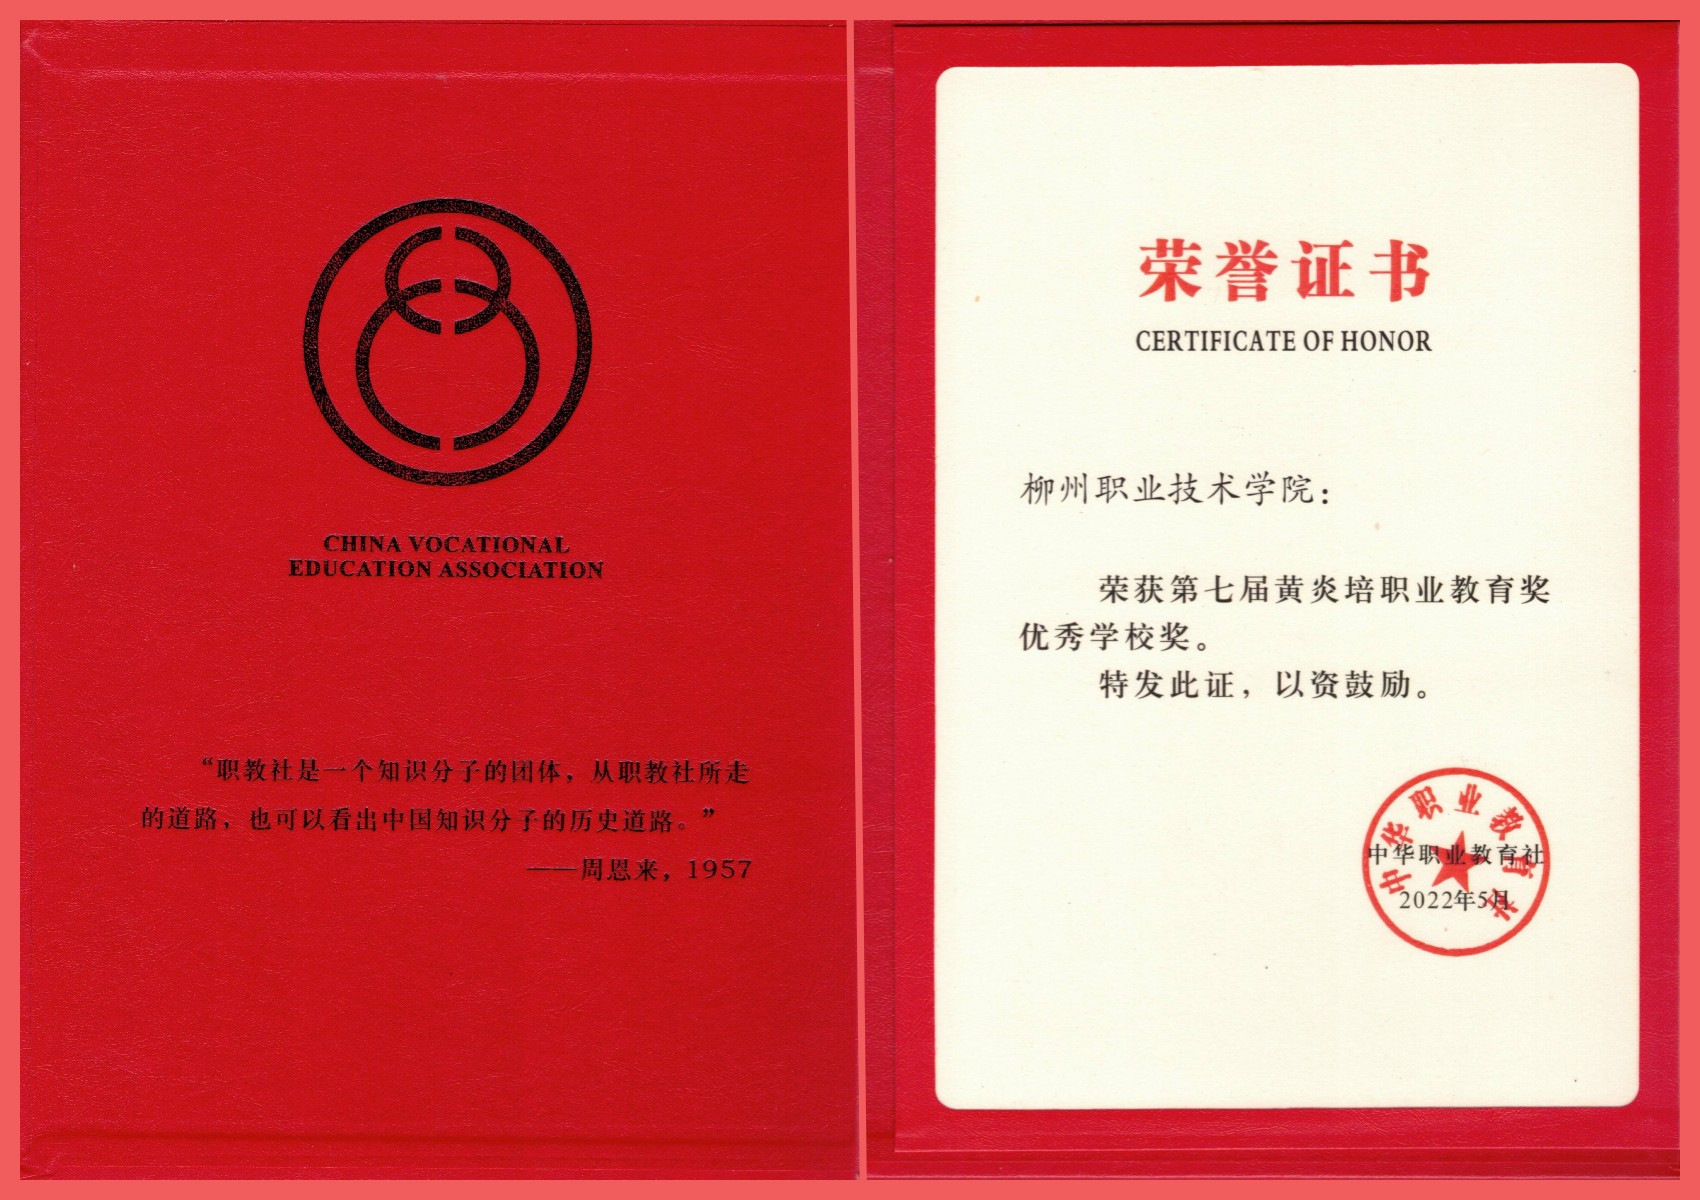 CHINA VOCATIONAL
EDUCATION ASSOCIATION
“职教社是一个知识分子的团体，从职教社所走
的道路，也可以看出中国知识分子的历史道路。”
——周恩来，1957
荣誉证书
CERTIFICATE OF HONOR
柳州职业技术学院：
荣获第七届黄炎培职业教育奖
优秀学校奖。
特发此证，以资鼓励。
中华职业教育社
中华职业教育社
2022年5月